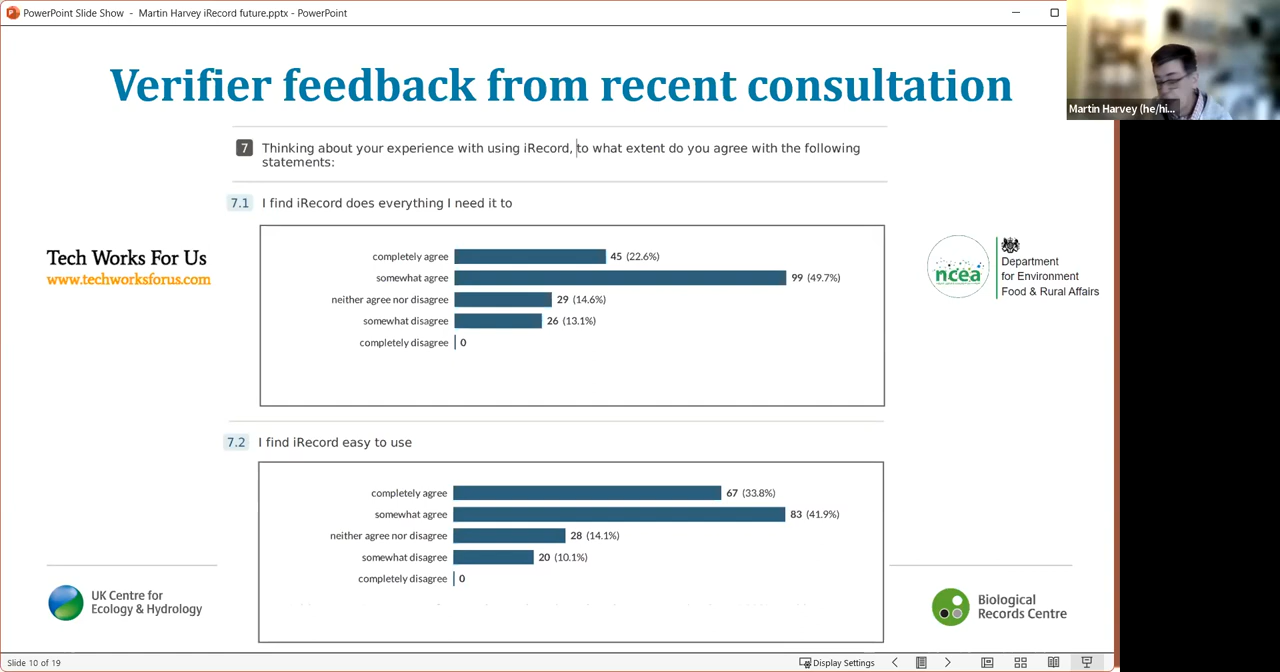 PowerPoint Slide Show - Martin Harvey iRecord future.pptx - PowerPoint
Martin Harvey (he/hi...
Verifier feedback from recent consultation
7 Thinking about your experience with using iRecord, to what extent do you agree with the following
statements:
7.1 I find iRecord does everything I need it to
completely agree 45 (22.6%)
somewhat agree 99 (49.7%)
neither agree nor disagree 29 (14.6%)
somewhat disagree 26 (13.1%)
completely disagree 0
Tech Works For Us
www.techworksforus.com
ncea
Department
for Environment
Food & Rural Affairs
7.2 I find iRecord easy to use
completely agree 67 (33.8%)
somewhat agree 83 (41.9%)
neither agree nor disagree 28 (14.1%)
somewhat disagree 20 (10.1%)
completely disagree 0
UK Centre for
Ecology & Hydrology
Biological
Records Centre
Slide 10 of 19
Display Settings